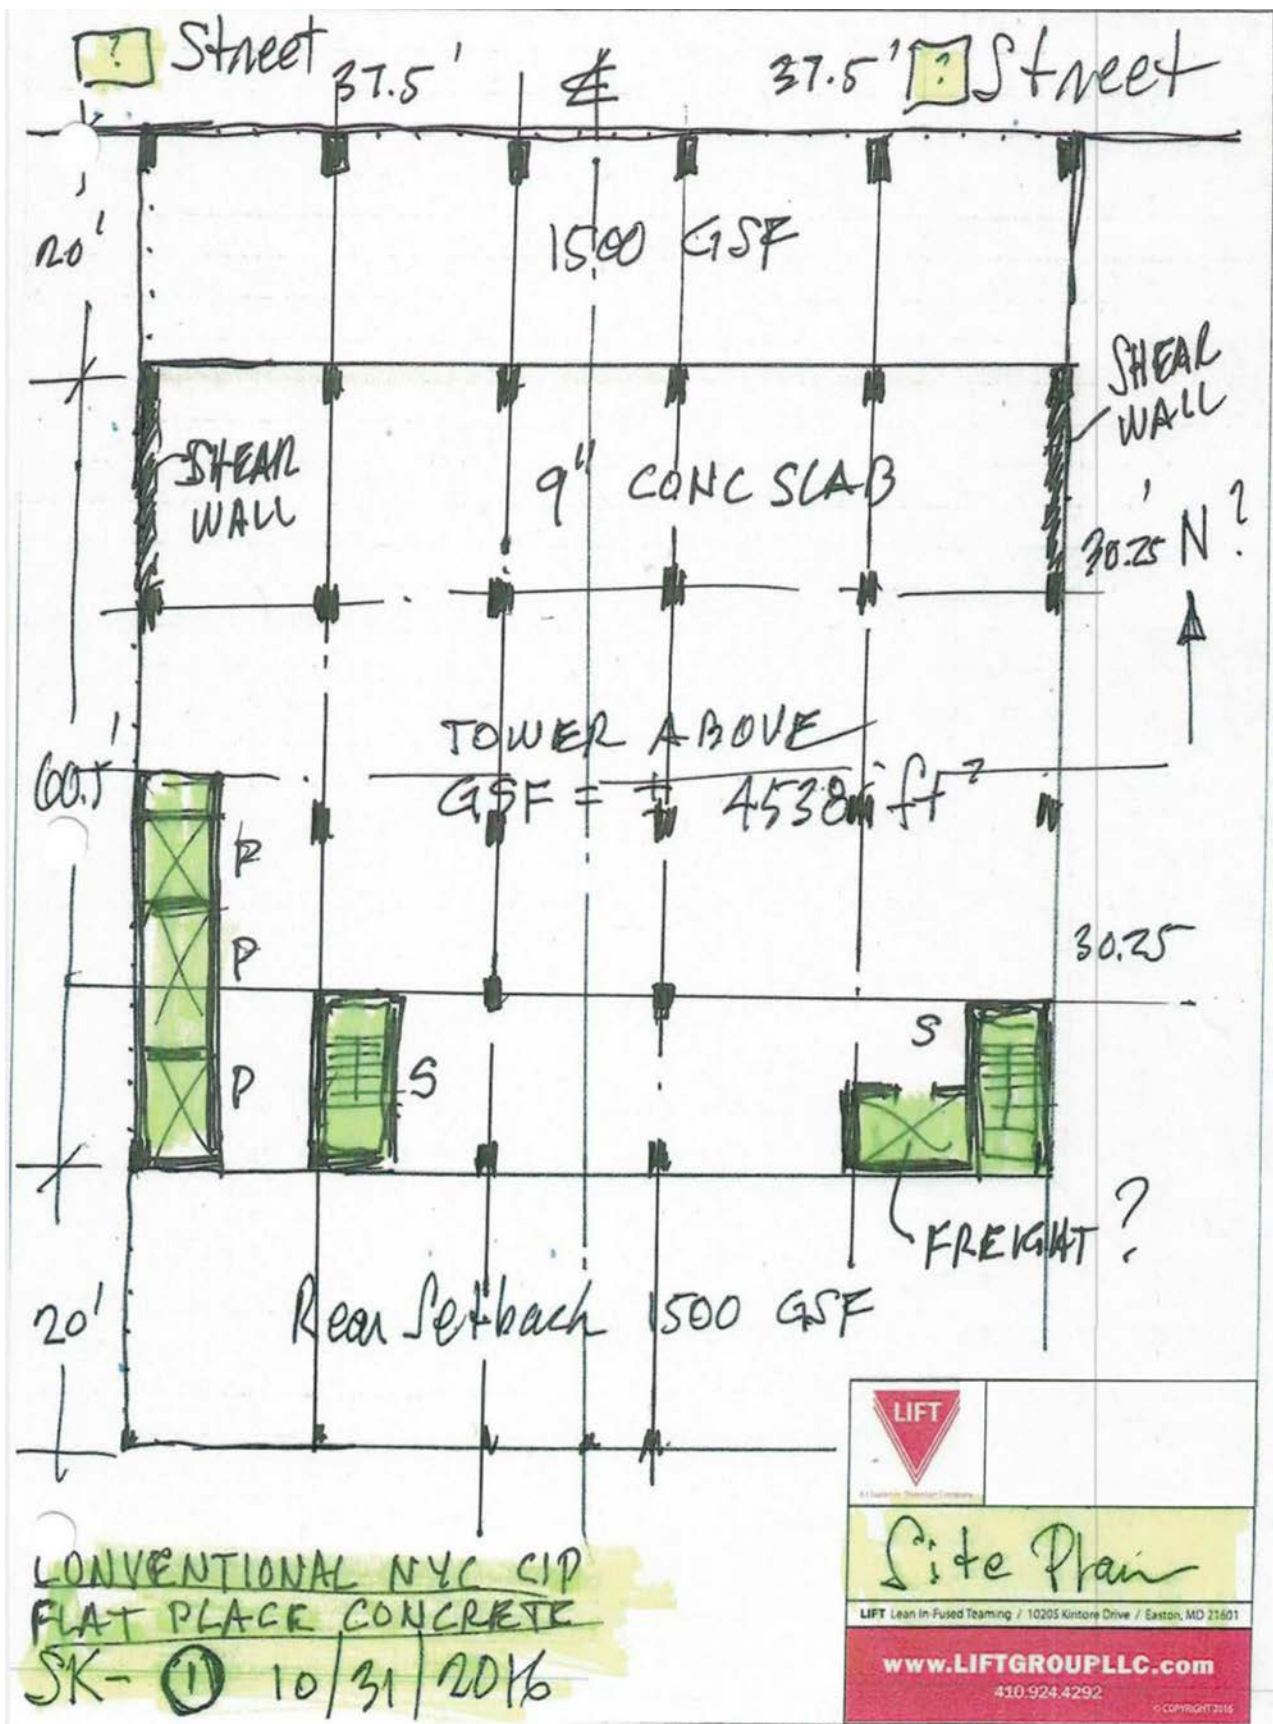 ? Street
37.5'
℄
37.5'
? Street
20'
1500 GSF
SHEAR
WALL
SHEAR
WALL
9" CONC SLAB
30.25'
N ?
TOWER ABOVE
GSF = ± 4538 ft²
60.5'
P
P
P
30.25
S
S
FREIGHT ?
20'
Rear Setback 1500 GSF
LIFT
Site Plan
LIFT Lean In-Fused Teaming / 10205 Kintore Drive / Easton, MD 21601
www.LIFTGROUPLLC.com
410.924.4292
© COPYRIGHT 2016
CONVENTIONAL NYC CIP
FLAT PLACE CONCRETE
SK- 1 10/31/2016